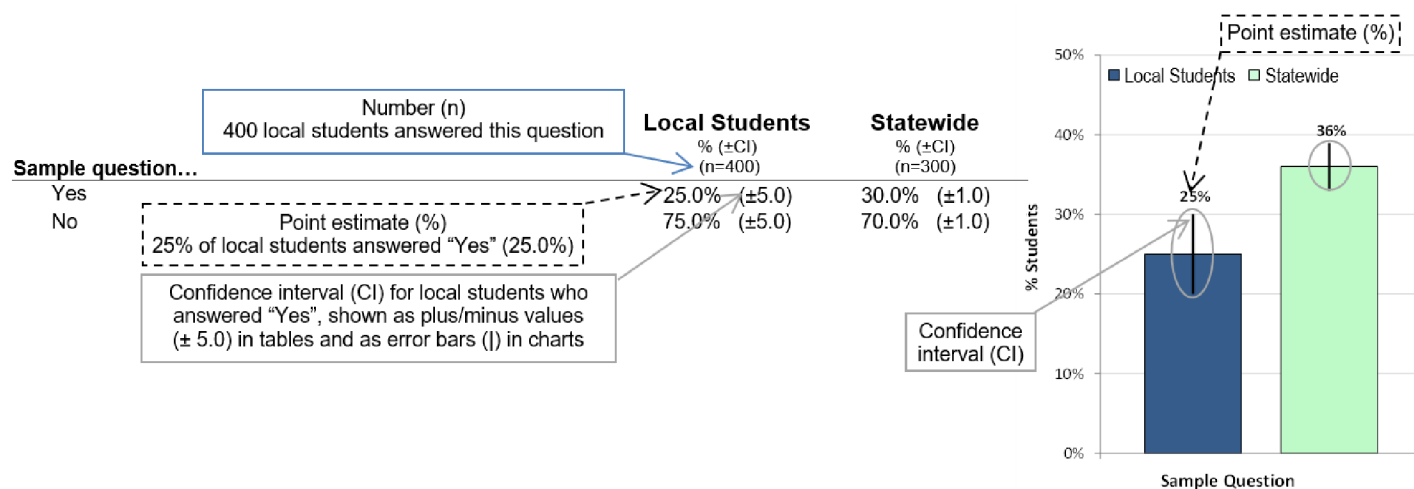 Number (n)
400 local students answered this question
Local Students
Statewide
% (±CI)
% (±CI)
(n=400)
(n=300)
Sample question…
Yes
25.0% (±5.0)
30.0% (±1.0)
No
75.0% (±5.0)
70.0% (±1.0)
Point estimate (%)
25% of local students answered “Yes” (25.0%)
Confidence interval (CI) for local students who
answered “Yes”, shown as plus/minus values
(± 5.0) in tables and as error bars (|) in charts
Point estimate (%)
50%
Local Students
Statewide
40%
36%
30%
25%
20%
10%
0%
% Students
Confidence
interval (CI)
Sample Question